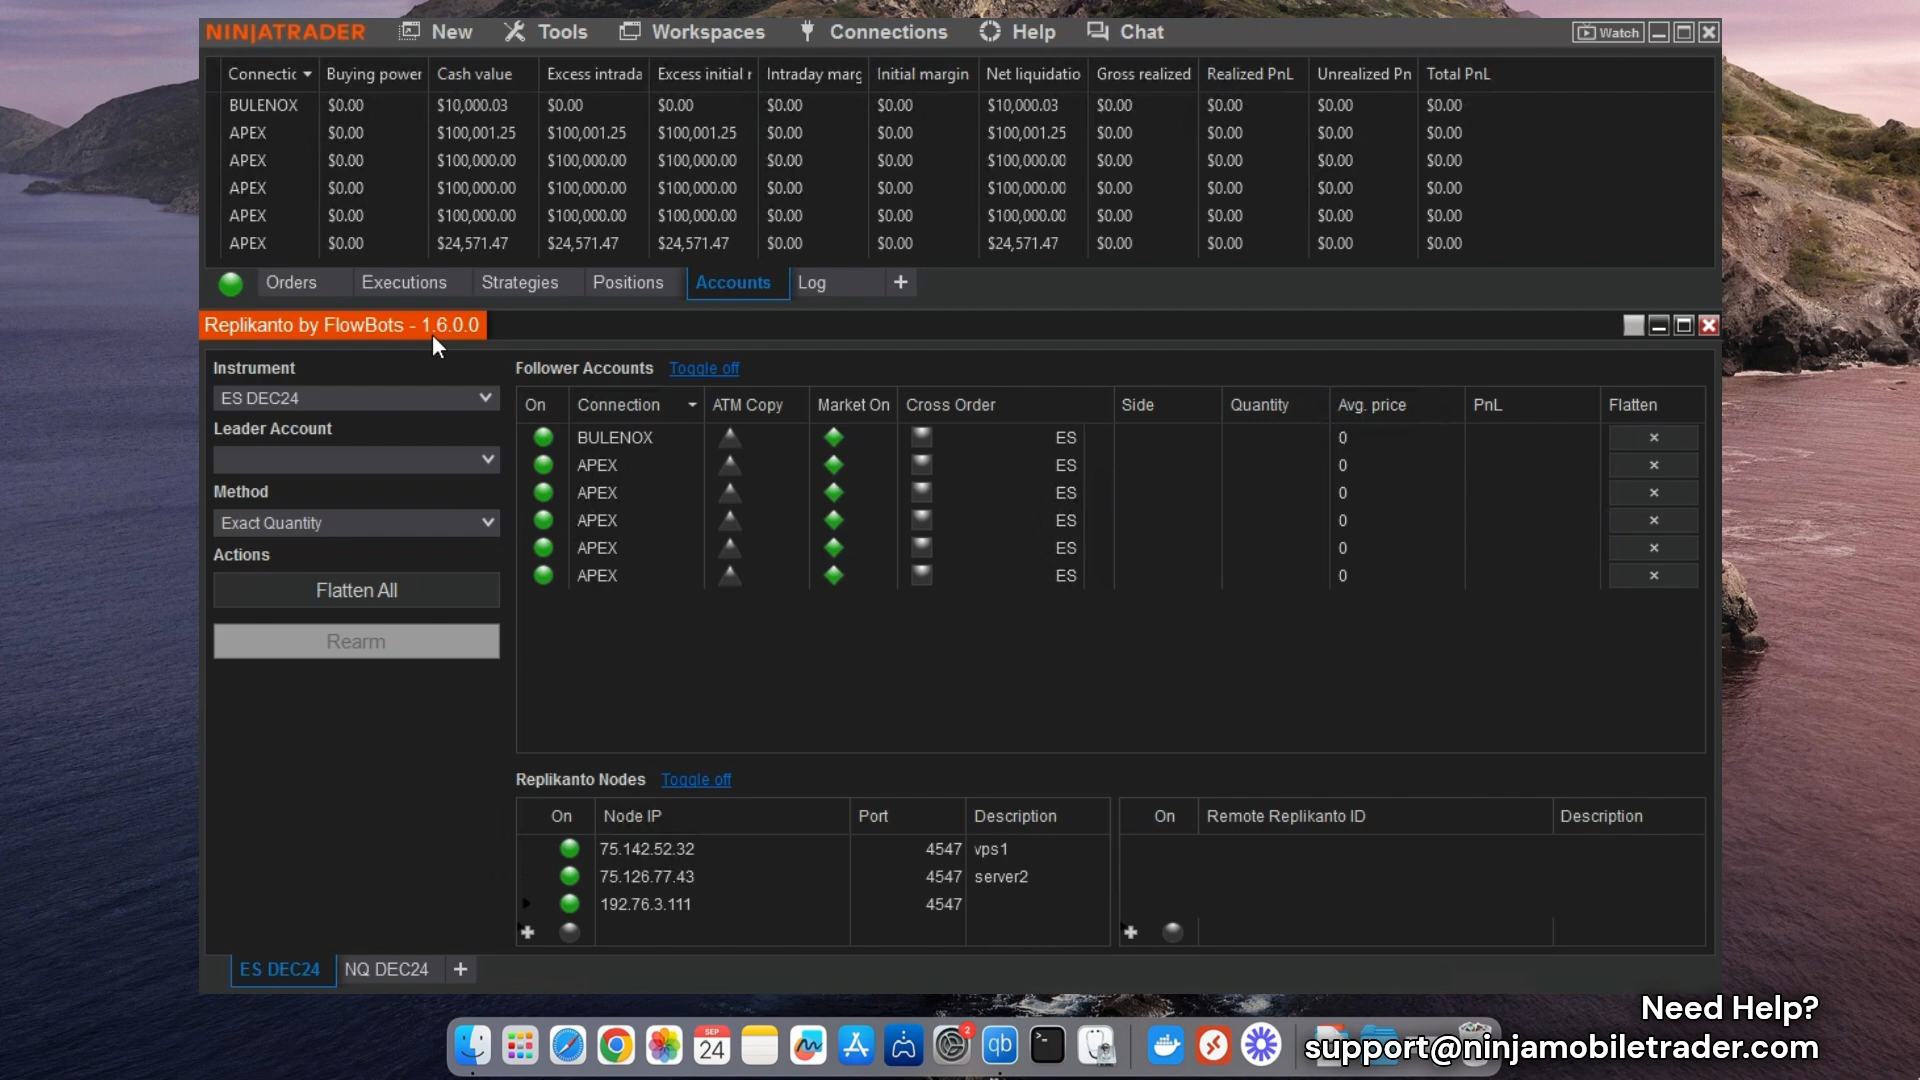 NINJATRADER New Tools Workspaces Connections Help Chat Watch
Connectic Buying power Cash value Excess intrada Excess initial r Intraday marg Initial margin Net liquidatio Gross realized Realized PnL Unrealized Pn Total PnL
BULENOX $0.00 $10,000.03 $0.00 $0.00 $0.00 $0.00 $10,000.03 $0.00 $0.00 $0.00 $0.00
APEX $0.00 $100,001.25 $100,001.25 $100,001.25 $0.00 $0.00 $100,001.25 $0.00 $0.00 $0.00 $0.00
APEX $0.00 $100,000.00 $100,000.00 $100,000.00 $0.00 $0.00 $100,000.00 $0.00 $0.00 $0.00 $0.00
APEX $0.00 $100,000.00 $100,000.00 $100,000.00 $0.00 $0.00 $100,000.00 $0.00 $0.00 $0.00 $0.00
APEX $0.00 $100,000.00 $100,000.00 $100,000.00 $0.00 $0.00 $100,000.00 $0.00 $0.00 $0.00 $0.00
APEX $0.00 $24,571.47 $24,571.47 $24,571.47 $0.00 $0.00 $24,571.47 $0.00 $0.00 $0.00 $0.00
Orders Executions Strategies Positions Accounts Log +
Replikanto by FlowBots - 1.6.0.0
Instrument
ES DEC24
Leader Account
Method
Exact Quantity
Actions
Flatten All
Rearm
Follower Accounts Toggle off
On Connection ATM Copy Market On Cross Order Side Quantity Avg. price PnL Flatten
BULENOX ES 0 ×
APEX ES 0 ×
APEX ES 0 ×
APEX ES 0 ×
APEX ES 0 ×
APEX ES 0 ×
Replikanto Nodes Toggle off
On Node IP Port Description
75.142.52.32 4547 vps1
75.126.77.43 4547 server2
192.76.3.111 4547
On Remote Replikanto ID Description
ES DEC24 NQ DEC24 +
SEP
24
2
qb
Need Help?
support@ninjamobiletrader.com